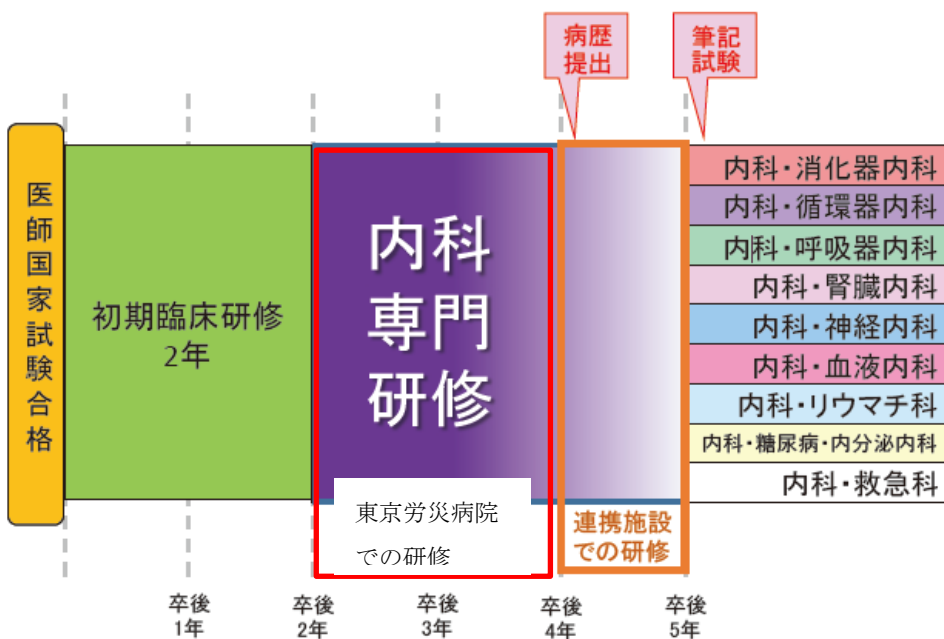 病歴
提出
筆記
試験
医師国家試験合格
初期臨床研修
2年
内科
専門
研修
東京労災病院
での研修
連携施設
での研修
内科・消化器内科
内科・循環器内科
内科・呼吸器内科
内科・腎臓内科
内科・神経内科
内科・血液内科
内科・リウマチ科
内科・糖尿病・内分泌内科
内科・救急科
卒後
1年
卒後
2年
卒後
3年
卒後
4年
卒後
5年